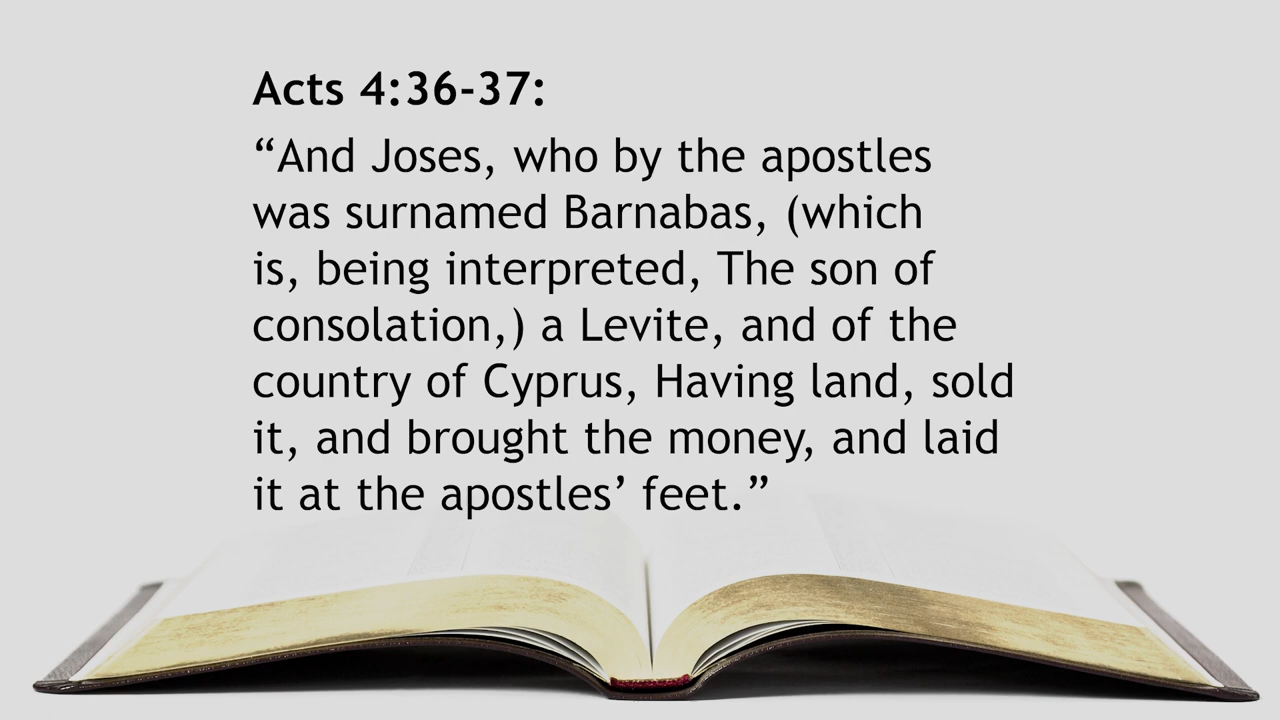 Acts 4:36-37:
“And Joses, who by the apostles
was surnamed Barnabas, (which
is, being interpreted, The son of
consolation,) a Levite, and of the
country of Cyprus, Having land, sold
it, and brought the money, and laid
it at the apostles’ feet.”